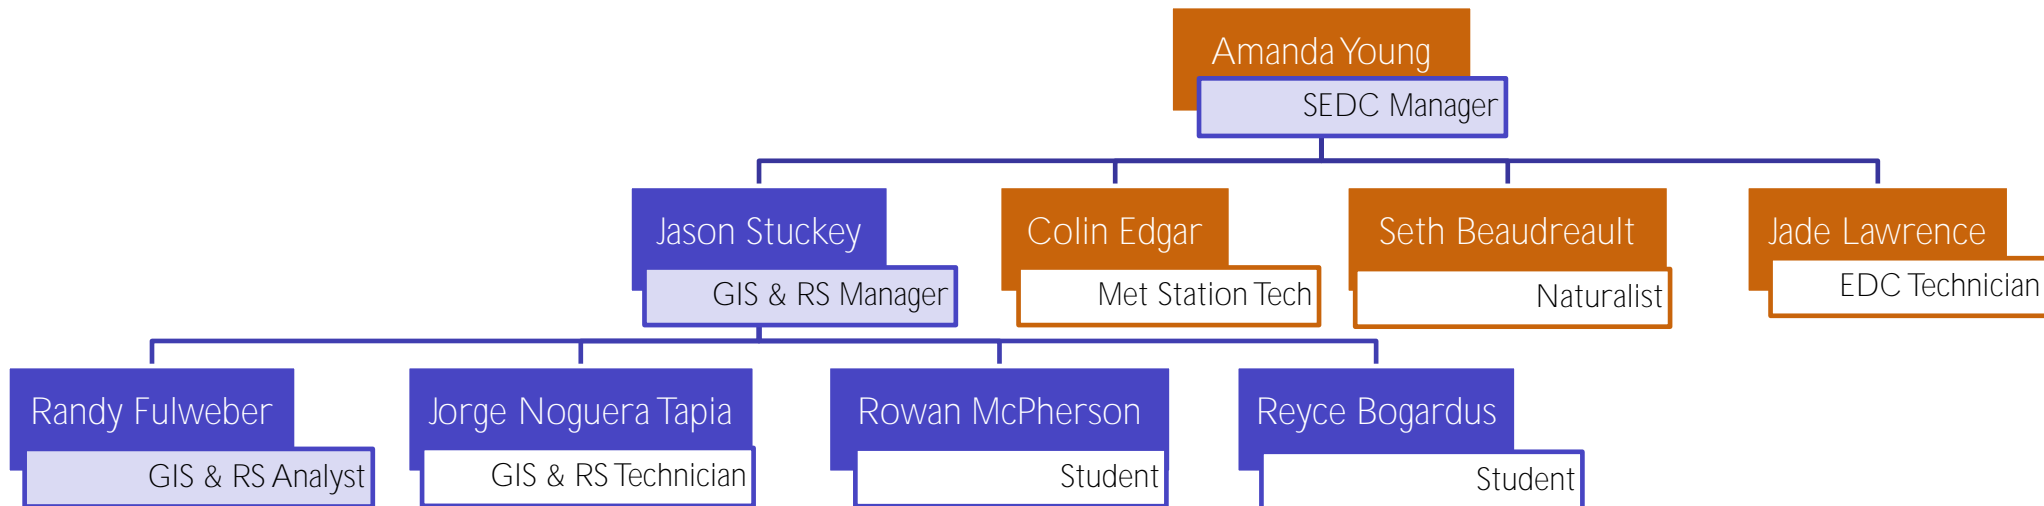 Amanda Young
SEDC Manager
Jason Stuckey
GIS & RS Manager
Colin Edgar
Met Station Tech
Seth Beaudreault
Naturalist
Jade Lawrence
EDC Technician
Randy Fulweber
GIS & RS Analyst
Jorge Noguera Tapia
GIS & RS Technician
Rowan McPherson
Student
Reyce Bogardus
Student